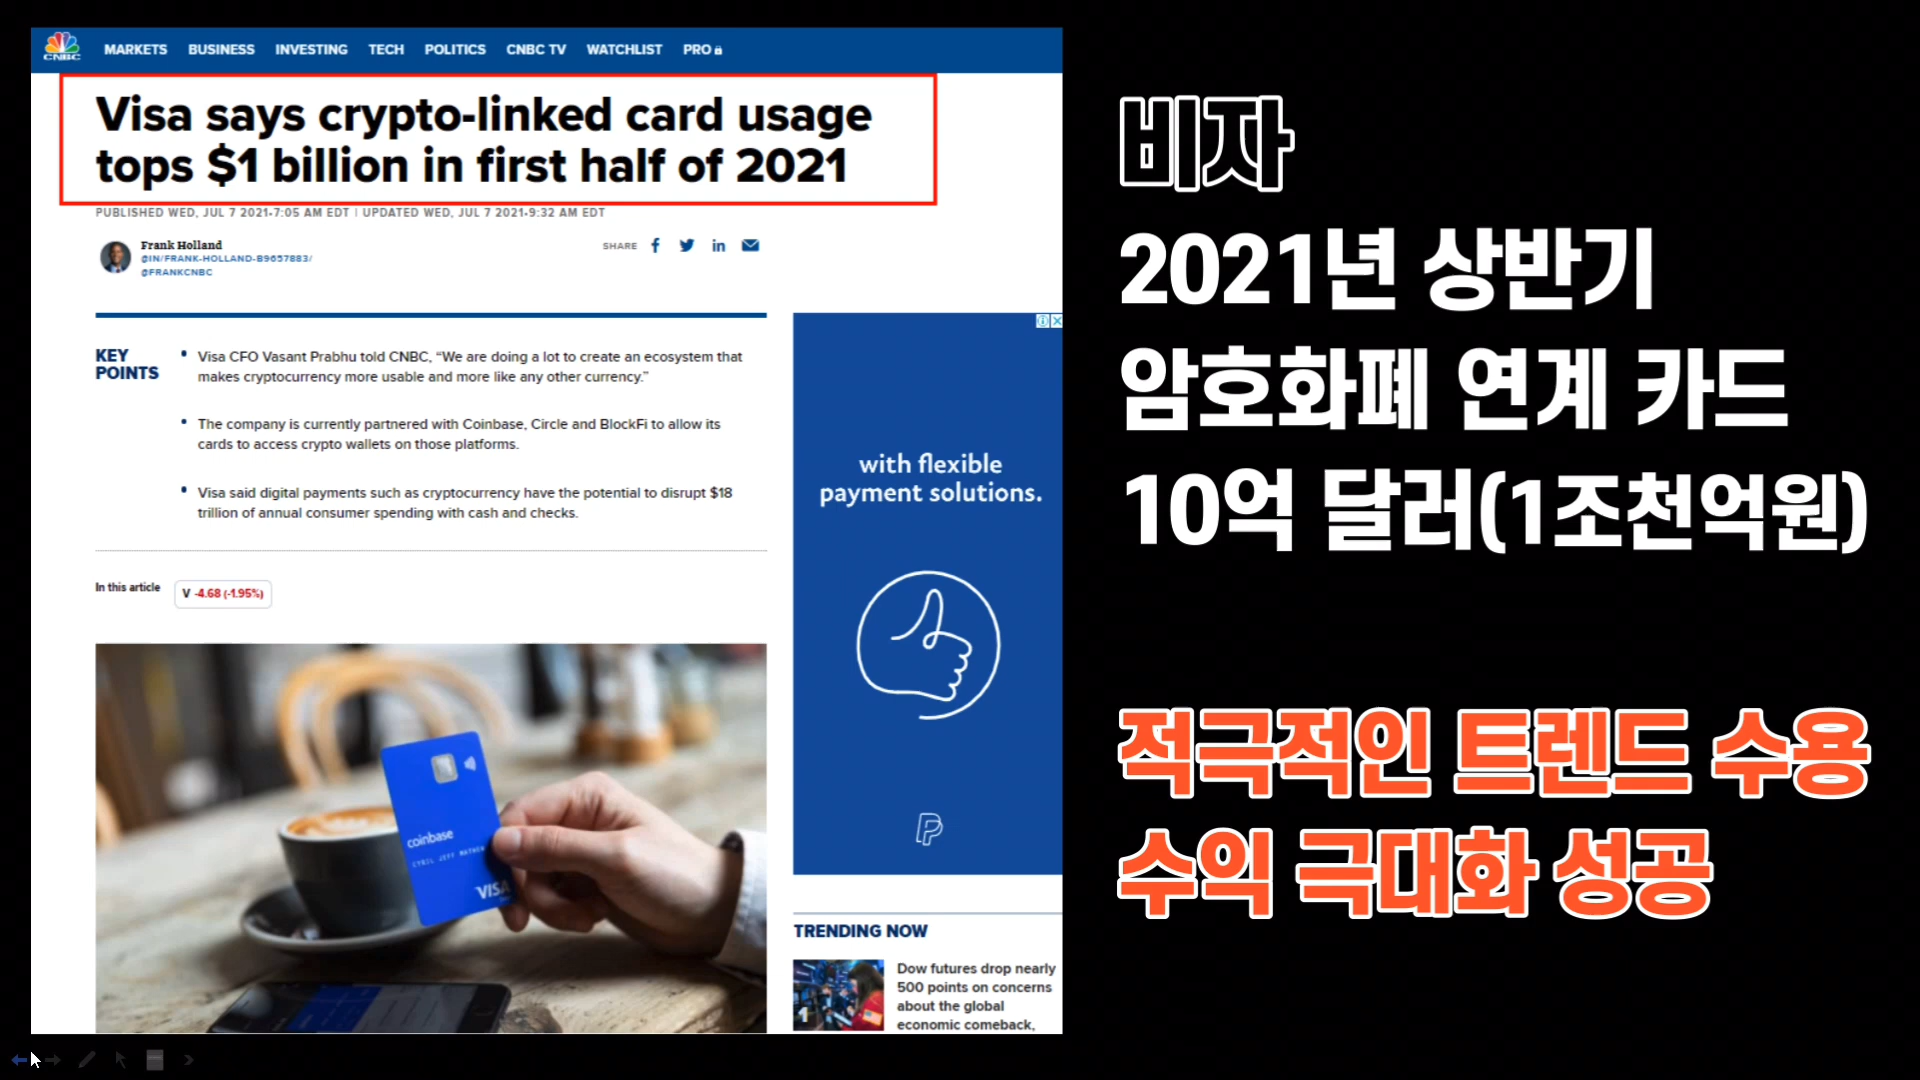 CNBC
MARKETS BUSINESS INVESTING TECH POLITICS CNBC TV WATCHLIST PRO
Visa says crypto-linked card usage
tops $1 billion in first half of 2021
PUBLISHED WED, JUL 7 2021•7:05 AM EDT | UPDATED WED, JUL 7 2021•9:32 AM EDT
Frank Holland
@IN/FRANK-HOLLAND-B9657883/
@FRANKCNBC
SHARE
KEY
POINTS
Visa CFO Vasant Prabhu told CNBC, “We are doing a lot to create an ecosystem that
makes cryptocurrency more usable and more like any other currency.”
The company is currently partnered with Coinbase, Circle and BlockFi to allow its
cards to access crypto wallets on those platforms.
Visa said digital payments such as cryptocurrency have the potential to disrupt $18
trillion of annual consumer spending with cash and checks.
In this article
V -4.68 (-1.95%)
coinbase
VISA
with flexible
payment solutions.
TRENDING NOW
1
Dow futures drop nearly
500 points on concerns
about the global
economic comeback,
비자
2021년 상반기
암호화폐 연계 카드
10억 달러(1조천억원)
적극적인 트렌드 수용
수익 극대화 성공